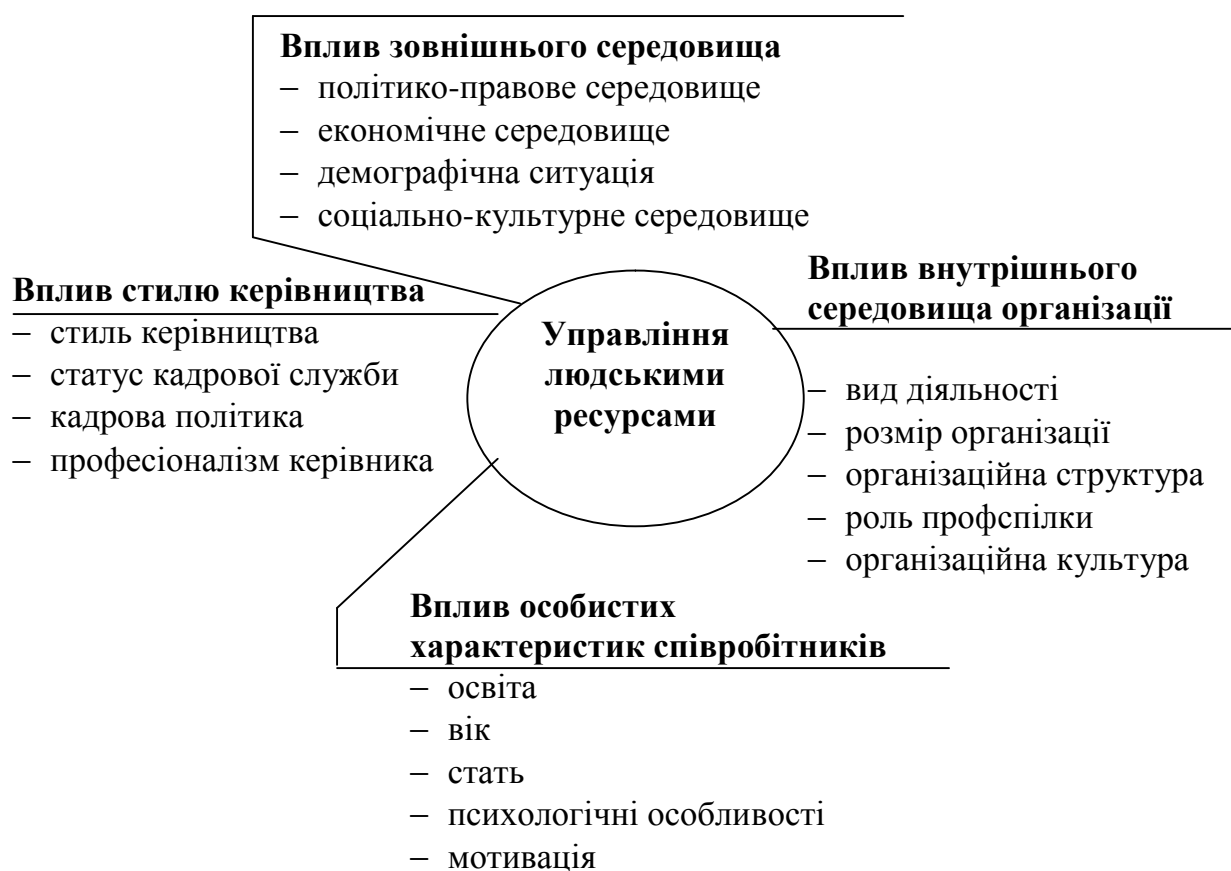 Вплив зовнішнього середовища
– політико-правове середовище
– економічне середовище
– демографічна ситуація
– соціально-культурне середовище
Вплив стилю керівництва
– стиль керівництва
– статус кадрової служби
– кадрова політика
– професіоналізм керівника
Управління
людськими
ресурсами
Вплив внутрішнього
середовища організації
– вид діяльності
– розмір організації
– організаційна структура
– роль профспілки
– організаційна культура
Вплив особистих
характеристик співробітників
– освіта
– вік
– стать
– психологічні особливості
– мотивація